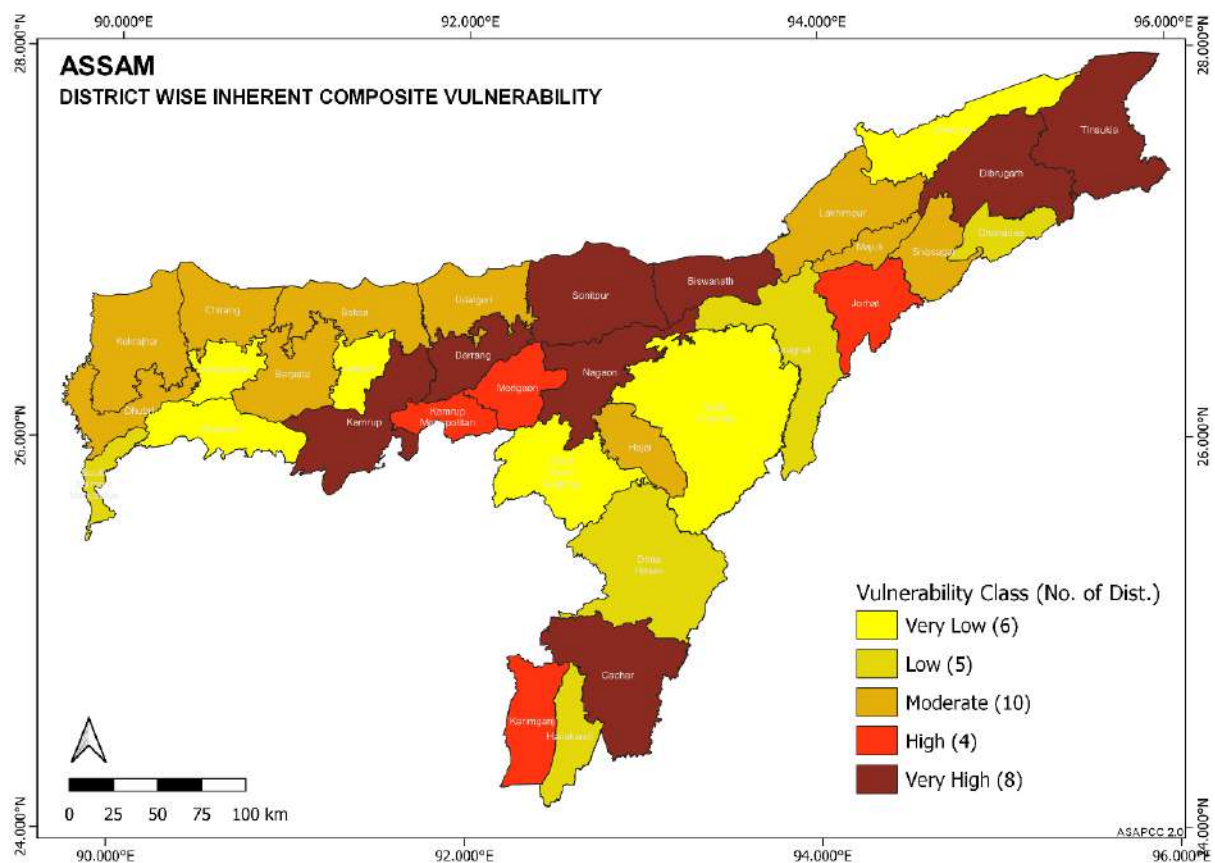 90.000°E
92.000°E
94.000°E
96.000°E
28.000°N
28.000°N
ASSAM
DISTRICT WISE INHERENT COMPOSITE VULNERABILITY
Tinsukia
Dibrugarh
Lakhimpur
Majuli
Sivasagar
Jorhat
Biswanath
Sonitpur
Udalguri
Baksa
Chirang
Kokrajhar
Barpeta
Darrang
Nagaon
Morigaon
Dhubri
Kamrup
Kamrup
Metropolitan
Hojai
26.000°N
26.000°N
Dima
Hasao
Cachar
Karimganj
Hailakandi
Vulnerability Class (No. of Dist.)
Very Low (6)
Low (5)
Moderate (10)
High (4)
Very High (8)
0 25 50 75 100 km
24.000°N
24.000°N
ASAPCC 2.0
90.000°E
92.000°E
94.000°E
96.000°E